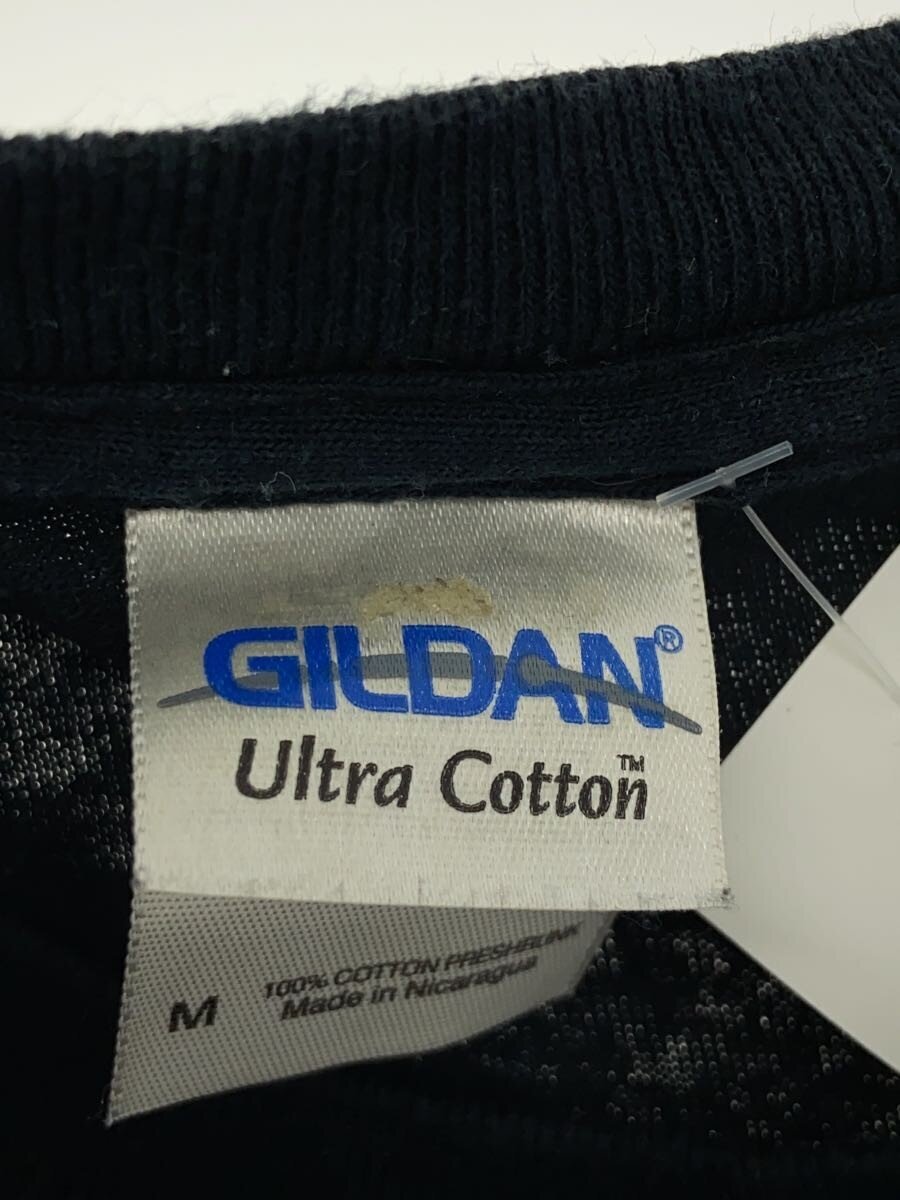 GILDAN®
Ultra Cotton™
M
100% COTTON PRESHRUNK
Made in Nicaragua